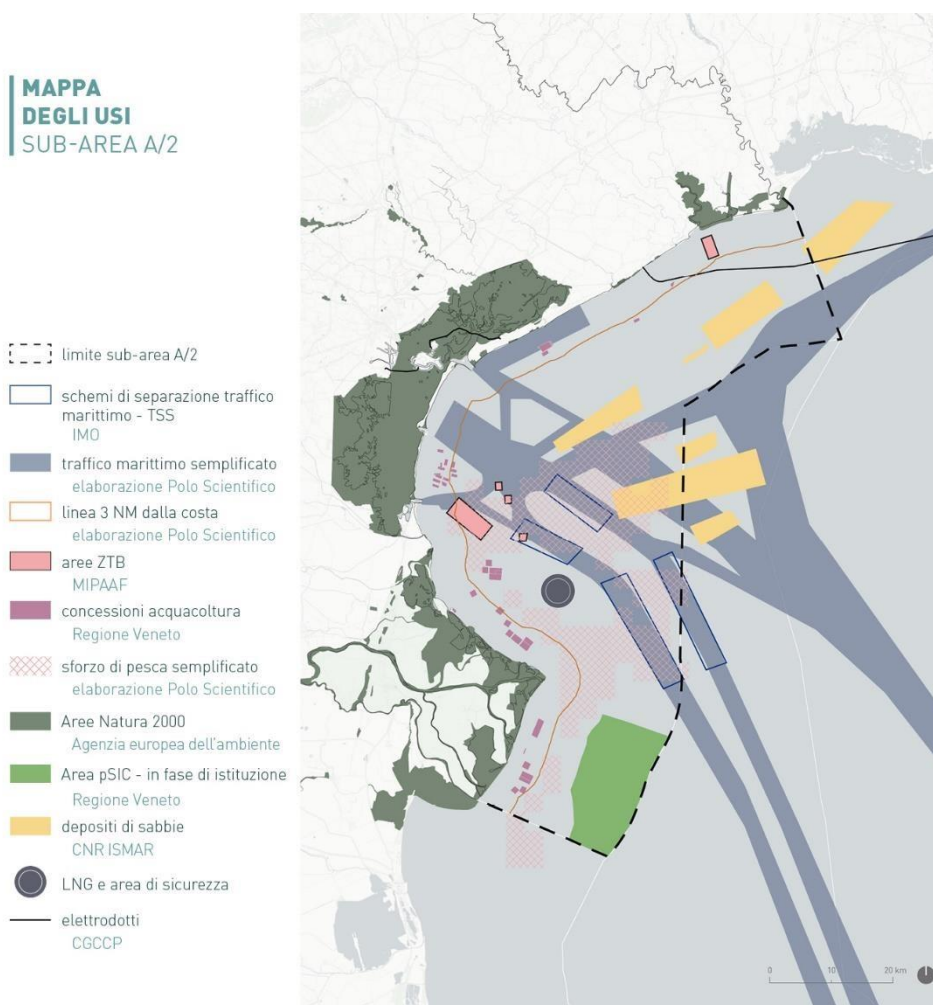 MAPPA
DEGLI USI
SUB-AREA A/2
limite sub-area A/2
schemi di separazione traffico
marittimo - TSS
IMO
traffico marittimo semplificato
elaborazione Polo Scientifico
linea 3 NM dalla costa
elaborazione Polo Scientifico
aree ZTB
MIPAAF
concessioni acquacoltura
Regione Veneto
sforzo di pesca semplificato
elaborazione Polo Scientifico
Aree Natura 2000
Agenzia europea dell'ambiente
Area pSIC - in fase di istituzione
Regione Veneto
depositi di sabbie
CNR ISMAR
LNG e area di sicurezza
elettrodotti
CGCCP
0 10 20 km